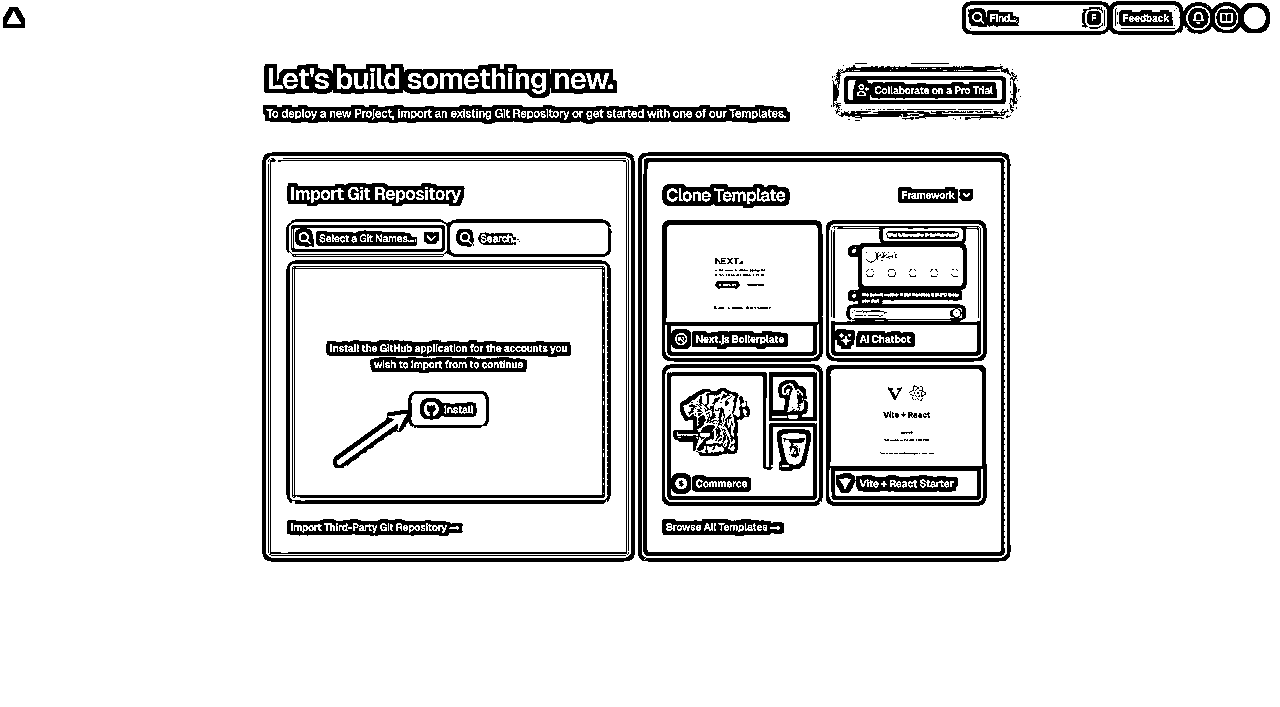 Find...
F
Feedback
Let's build something new.
Collaborate on a Pro Trial
To deploy a new Project, import an existing Git Repository or get started with one of our Templates.
Import Git Repository
Select a Git Names...
Search...
Install the GitHub application for the accounts you
wish to import from to continue
Install
Import Third-Party Git Repository →
Clone Template
Framework
NEXT.js
Next.js Boilerplate
AI Chatbot
Commerce
Vite + React
Vite + React Starter
Browse All Templates →